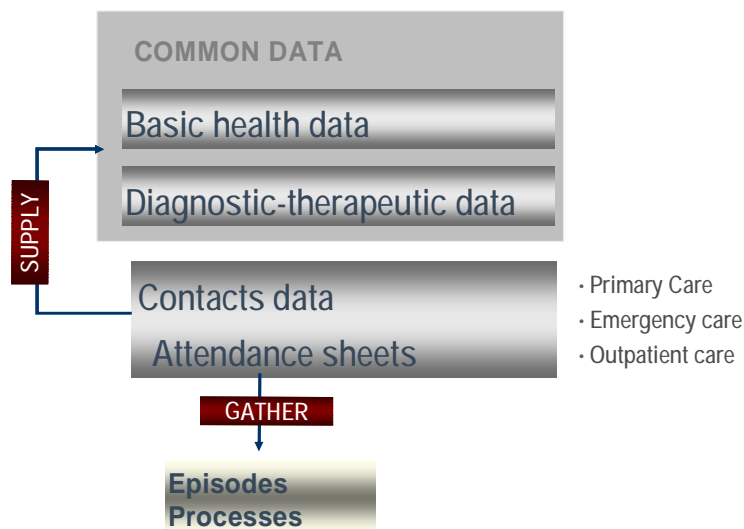 COMMON DATA
Basic health data
Diagnostic-therapeutic data
SUPPLY
Contacts data
Attendance sheets
· Primary Care
· Emergency care
· Outpatient care
GATHER
Episodes
Processes